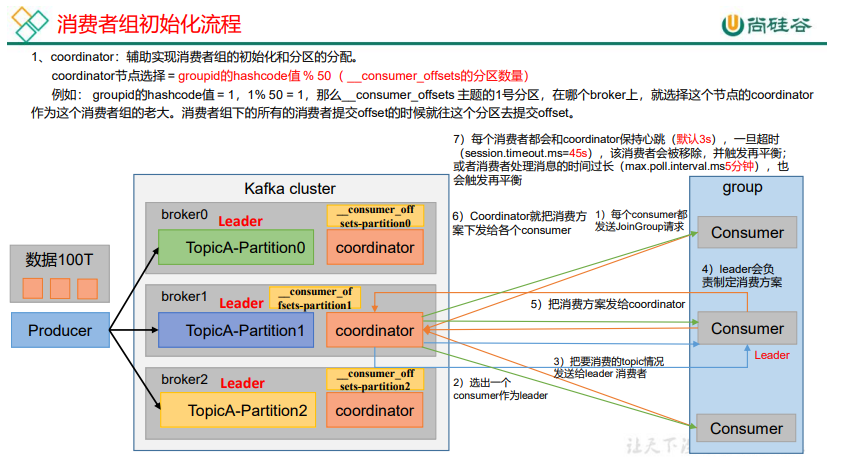 消费者组初始化流程
尚硅谷
1、coordinator：辅助实现消费者组的初始化和分区的分配。
coordinator节点选择 = groupid的hashcode值 % 50（ __consumer_offsets的分区数量）
例如： groupid的hashcode值 = 1，1% 50 = 1，那么__consumer_offsets 主题的1号分区，在哪个broker上，就选择这个节点的coordinator
作为这个消费者组的老大。消费者组下的所有的消费者提交offset的时候就往这个分区去提交offset。
7）每个消费者都会和coordinator保持心跳（默认3s），一旦超时
（session.timeout.ms=45s），该消费者会被移除，并触发再平衡；
或者消费者处理消息的时间过长（max.poll.interval.ms5分钟），也
会触发再平衡
Kafka cluster
group
broker0
Leader
__consumer_off
sets-partition0
TopicA-Partition0
coordinator
6）Coordinator就把消费方
案下发给各个consumer
1）每个consumer都
发送JoinGroup请求
Consumer
数据100T
4）leader会负
责制定消费方案
broker1
Leader
__consumer_of
fsets-partition1
5）把消费方案发给coordinator
Producer
TopicA-Partition1
coordinator
Consumer
Leader
3）把要消费的topic情况
发送给leader 消费者
broker2
Leader
__consumer_off
sets-partition2
2）选出一个
consumer作为leader
TopicA-Partition2
coordinator
Consumer
让天下